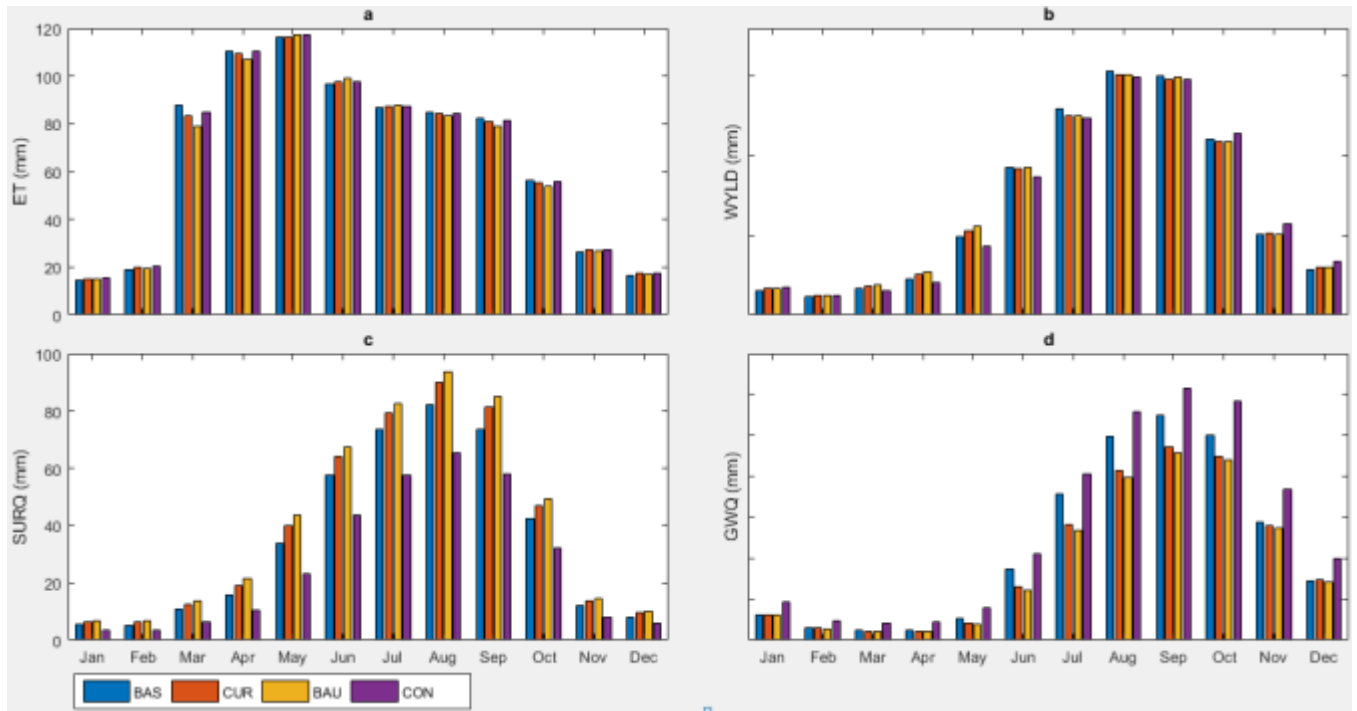 a
b
120
100
80
60
40
20
0
ET (mm)
WYLD (mm)
c
d
100
80
60
40
20
0
SURQ (mm)
GWQ (mm)
Jan Feb Mar Apr May Jun Jul Aug Sep Oct Nov Dec
Jan Feb Mar Apr May Jun Jul Aug Sep Oct Nov Dec
BAS CUR BAU CON